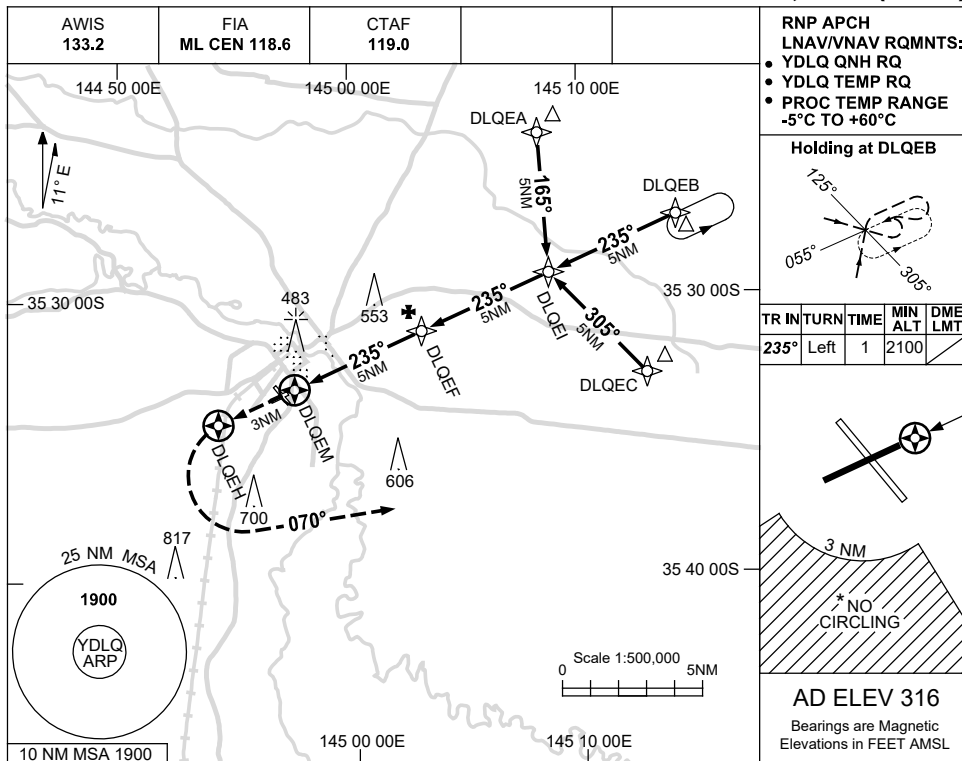 AWIS
133.2
FIA
ML CEN 118.6
CTAF
119.0
RNP APCH
LNAV/VNAV RQMNTS:
• YDLQ QNH RQ
• YDLQ TEMP RQ
• PROC TEMP RANGE
-5°C TO +60°C
144 50 00E
145 00 00E
145 10 00E
11° E
DLQEA
165°
5NM
DLQEB
235°
5NM
DLQEI
235°
5NM
305°
5NM
DLQEC
DLQEF
235°
5NM
DLQEM
3NM
DLQEH
070°
483
553
606
700
817
35 30 00S
35 30 00S
35 40 00S
25 NM MSA
1900
YDLQ
ARP
10 NM MSA 1900
145 00 00E
145 10 00E
Scale 1:500,000
0 5NM
Holding at DLQEB
125°
055°
305°
TR IN TURN TIME MIN ALT DME LMT
235° Left 1 2100
3 NM
* NO
CIRCLING
AD ELEV 316
Bearings are Magnetic
Elevations in FEET AMSL